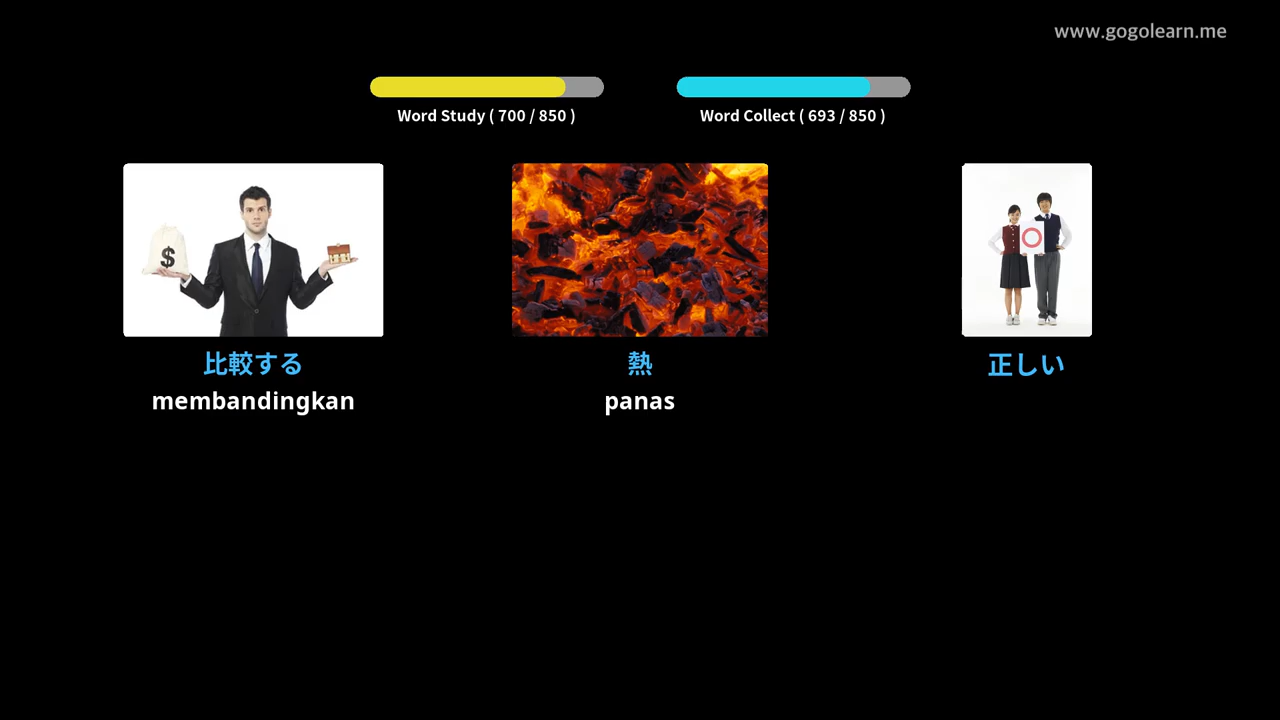 www.gogolearn.me
Word Study ( 700 / 850 )
Word Collect ( 693 / 850 )
$
比較する
membandingkan
熱
panas
正しい